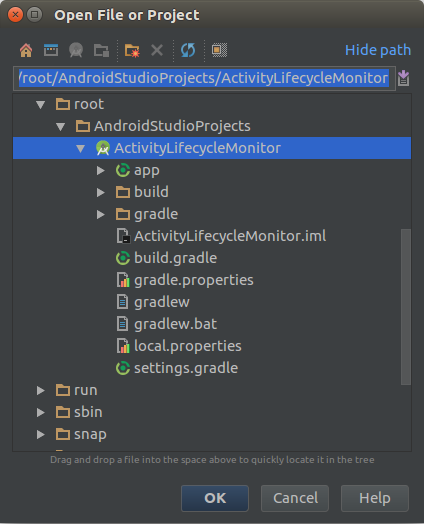 Open File or Project
Hide path
/root/AndroidStudioProjects/ActivityLifecycleMonitor
root
AndroidStudioProjects
ActivityLifecycleMonitor
app
build
gradle
ActivityLifecycleMonitor.iml
build.gradle
gradle.properties
gradlew
gradlew.bat
local.properties
settings.gradle
run
sbin
snap
Drag and drop a file into the space above to quickly locate it in the tree
OK Cancel Help